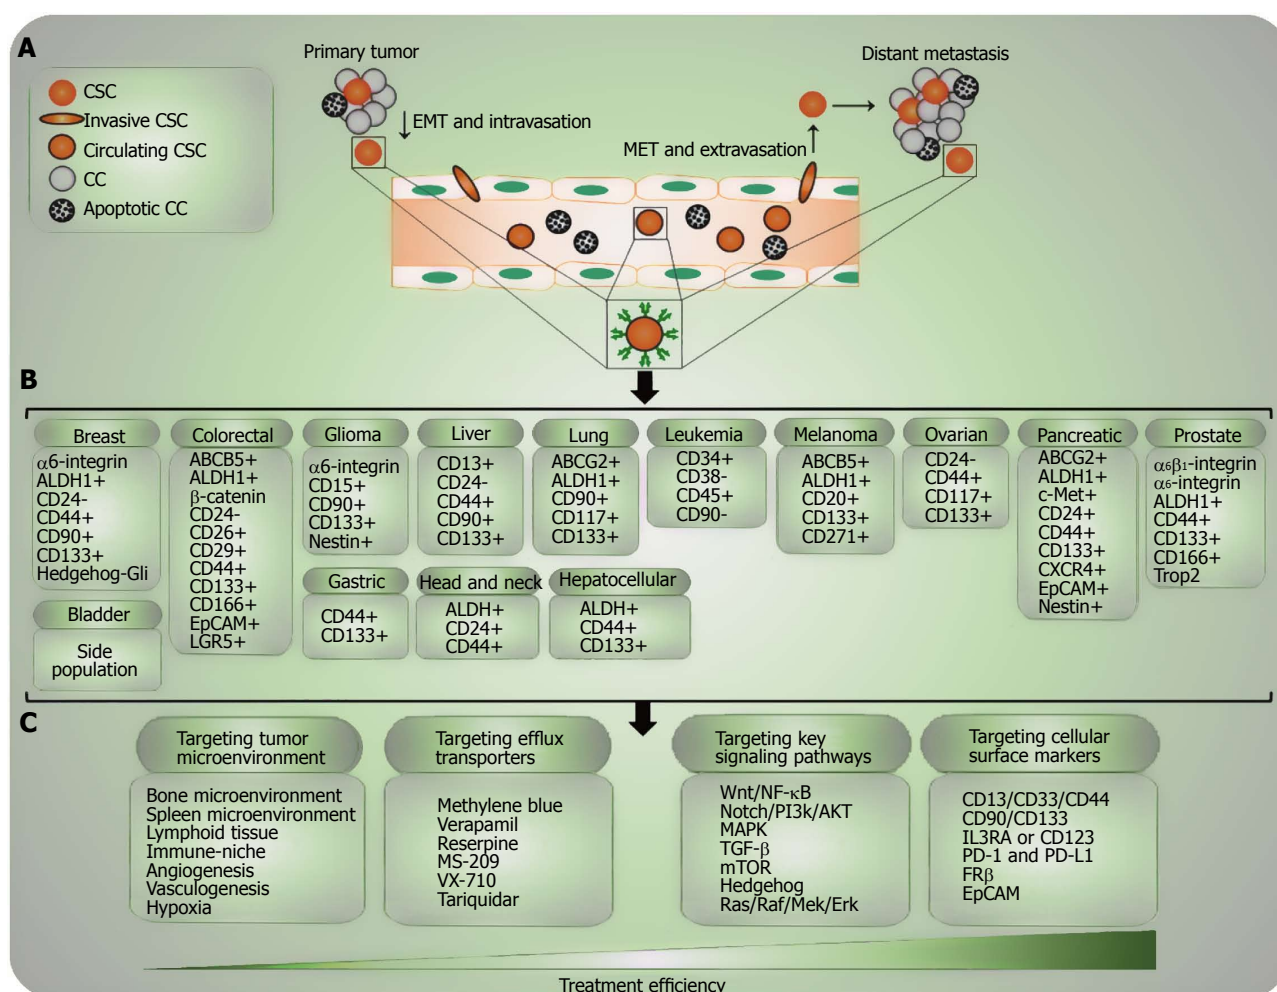 A
Primary tumor
Distant metastasis
CSC
Invasive CSC
Circulating CSC
CC
Apoptotic CC
EMT and intravasation
MET and extravasation
B
Breast
α6-integrin
ALDH1+
CD24-
CD44+
CD90+
CD133+
Hedgehog-Gli
Colorectal
ABCB5+
ALDH1+
β-catenin
CD24-
CD26+
CD29+
CD44+
CD133+
CD166+
EpCAM+
LGR5+
Glioma
α6-integrin
CD15+
CD90+
CD133+
Nestin+
Liver
CD13+
CD24-
CD44+
CD90+
CD133+
Lung
ABCG2+
ALDH1+
CD90+
CD117+
CD133+
Leukemia
CD34+
CD38-
CD45+
CD90-
Melanoma
ABCB5+
ALDH1+
CD20+
CD133+
CD271+
Ovarian
CD24-
CD44+
CD117+
CD133+
Pancreatic
ABCG2+
ALDH1+
c-Met+
CD24+
CD44+
CD133+
CXCR4+
EpCAM+
Nestin+
Prostate
α6β1-integrin
α6-integrin
ALDH1+
CD44+
CD133+
CD166+
Trop2
Bladder
Side
population
Gastric
CD44+
CD133+
Head and neck
ALDH+
CD24+
CD44+
Hepatocellular
ALDH+
CD44+
CD133+
C
Targeting tumor
microenvironment
Bone microenvironment
Spleen microenvironment
Lymphoid tissue
Immune-niche
Angiogenesis
Vasculogenesis
Hypoxia
Targeting efflux
transporters
Methylene blue
Verapamil
Reserpine
MS-209
VX-710
Tariquidar
Targeting key
signaling pathways
Wnt/NF-κB
Notch/PI3k/AKT
MAPK
TGF-β
mTOR
Hedgehog
Ras/Raf/Mek/Erk
Targeting cellular
surface markers
CD13/CD33/CD44
CD90/CD133
IL3RA or CD123
PD-1 and PD-L1
FRβ
EpCAM
Treatment efficiency